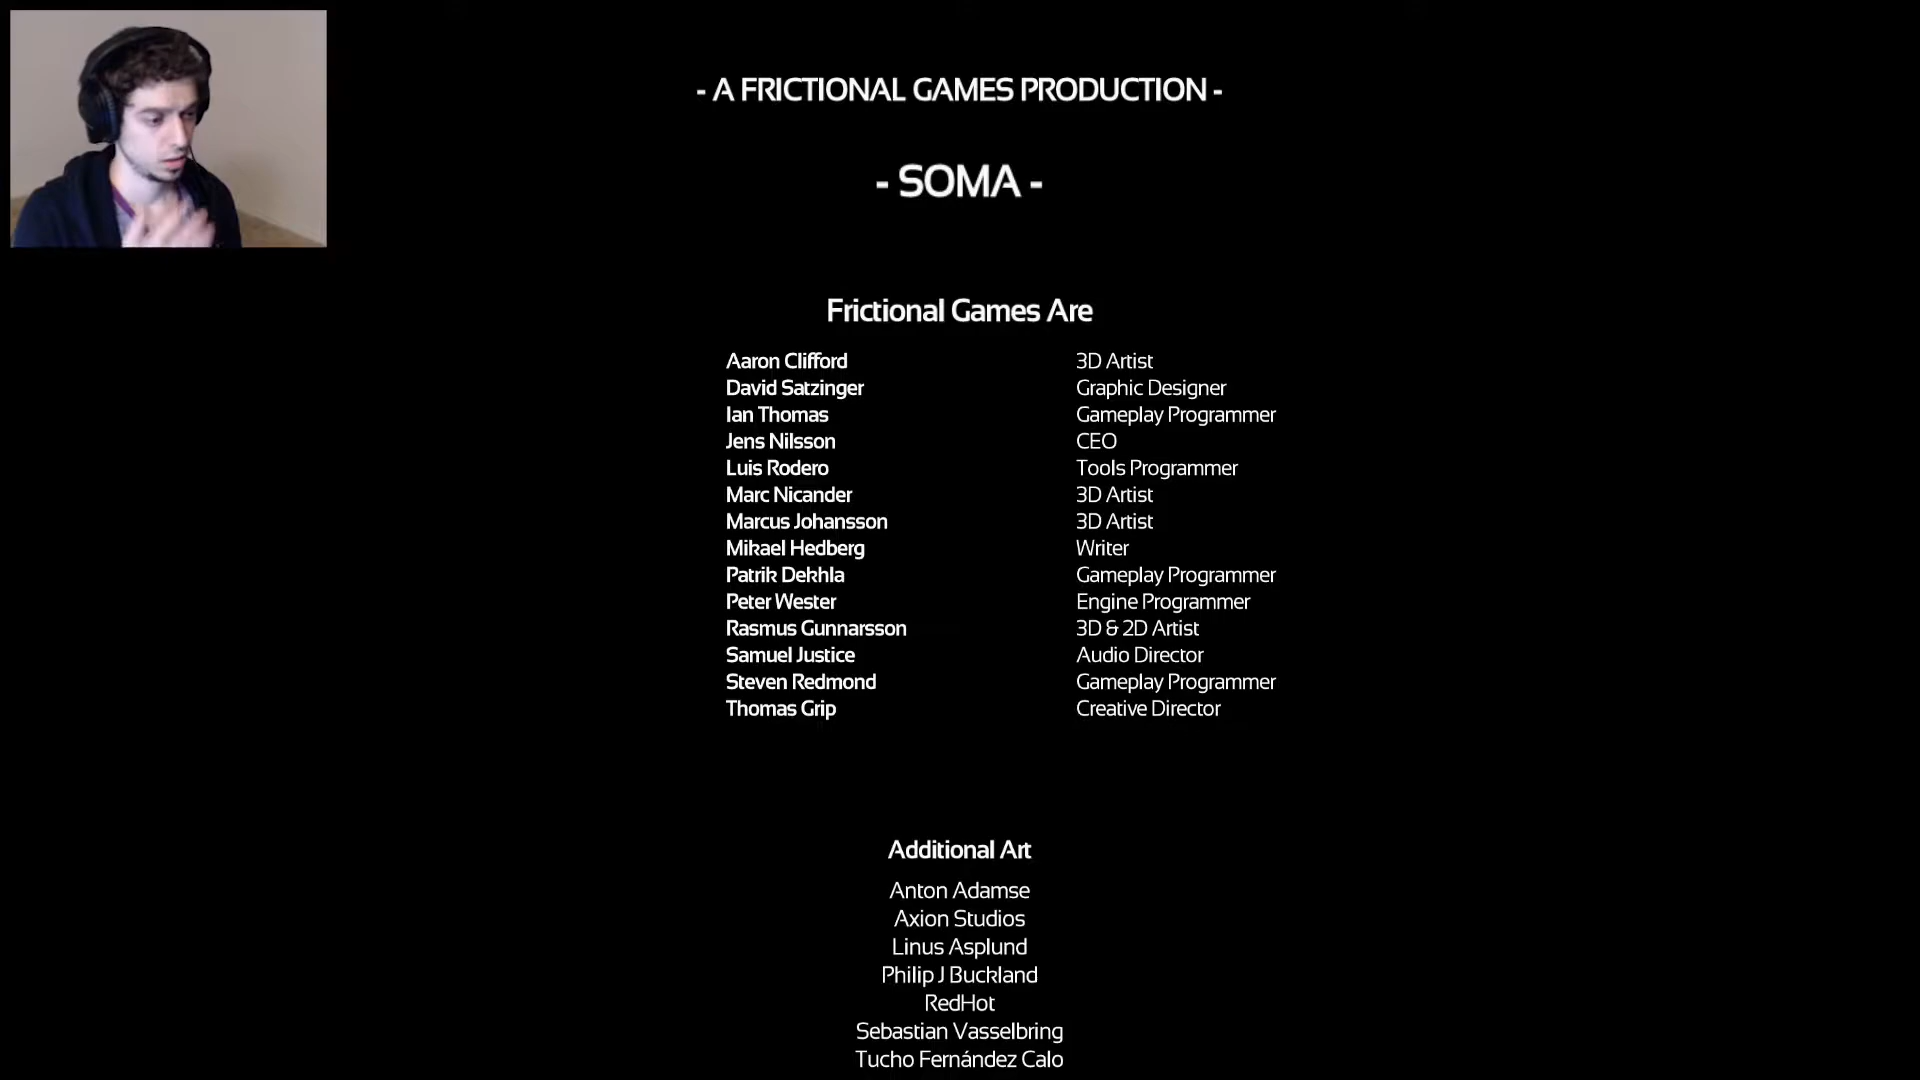 - A FRICTIONAL GAMES PRODUCTION -
- SOMA -
Frictional Games Are
Aaron Clifford 3D Artist
David Satzinger Graphic Designer
Ian Thomas Gameplay Programmer
Jens Nilsson CEO
Luis Rodero Tools Programmer
Marc Nicander 3D Artist
Marcus Johansson 3D Artist
Mikael Hedberg Writer
Patrik Dekhla Gameplay Programmer
Peter Wester Engine Programmer
Rasmus Gunnarsson 3D & 2D Artist
Samuel Justice Audio Director
Steven Redmond Gameplay Programmer
Thomas Grip Creative Director
Additional Art
Anton Adamse
Axion Studios
Linus Asplund
Philip J Buckland
RedHot
Sebastian Vasselbring
Tucho Fernández Calo